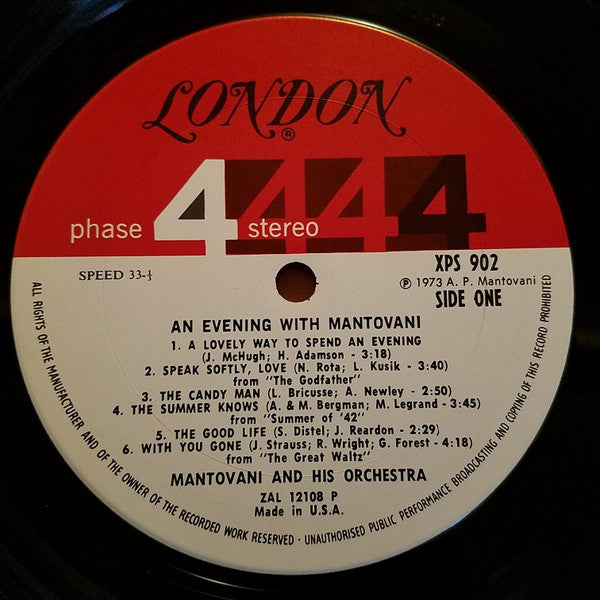 LONDON
®
phase 4 stereo 4 4 4
SPEED 33-⅓
XPS 902
℗ 1973 A. P. Mantovani
SIDE ONE
AN EVENING WITH MANTOVANI
1. A LOVELY WAY TO SPEND AN EVENING
(J. McHugh; H. Adamson - 3:18)
2. SPEAK SOFTLY, LOVE (N. Rota; L. Kusik - 3:40)
from "The Godfather"
3. THE CANDY MAN (L. Bricusse; A. Newley - 2:50)
4. THE SUMMER KNOWS (A. & M. Bergman; M. Legrand - 3:45)
from "Summer of '42"
5. THE GOOD LIFE (S. Distel; J. Reardon - 2:29)
6. WITH YOU GONE (J. Strauss; R. Wright; G. Forest - 4:18)
from "The Great Waltz"
MANTOVANI AND HIS ORCHESTRA
ZAL 12108 P
Made in U.S.A.
ALL RIGHTS OF THE MANUFACTURER AND OF THE OWNER OF THE RECORDED WORK RESERVED · UNAUTHORISED PUBLIC PERFORMANCE BROADCASTING AND COPYING OF THIS RECORD PROHIBITED